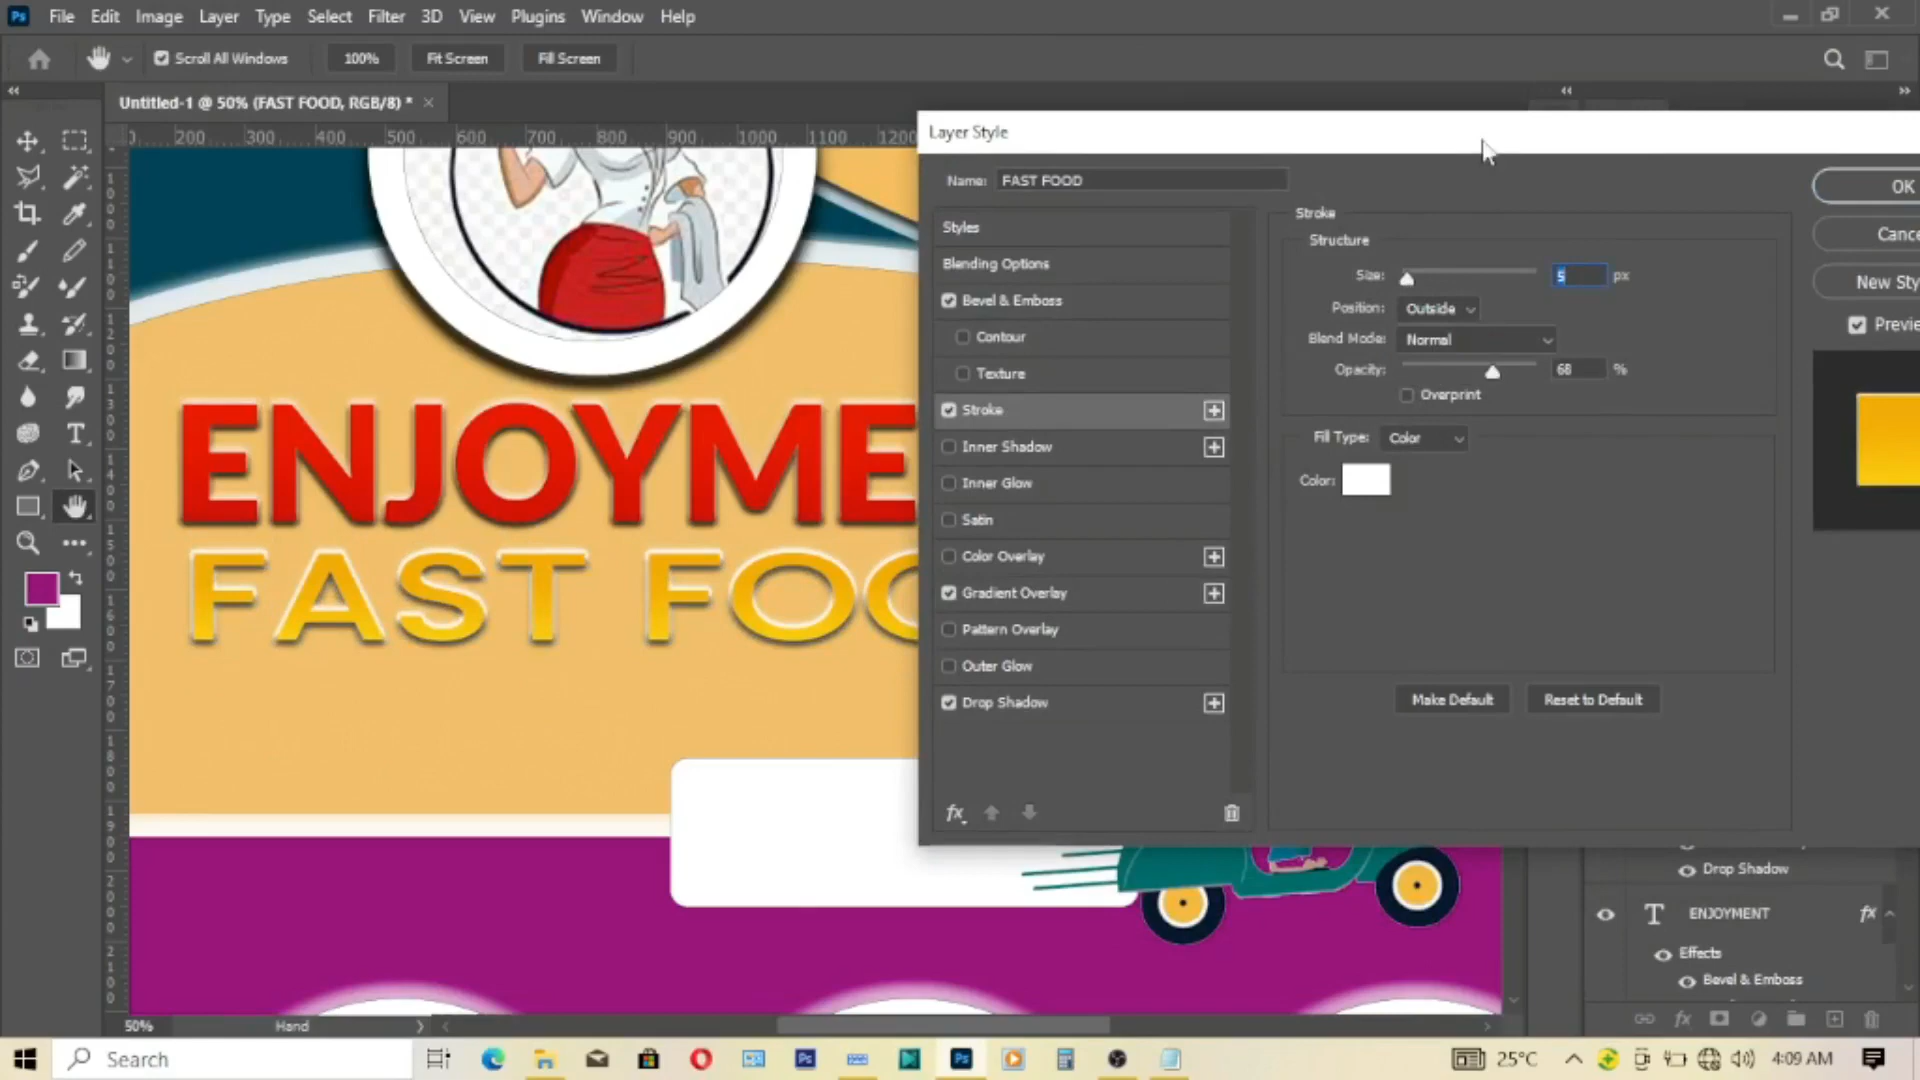 File Edit Image Layer Type Select Filter 3D View Plugins Window Help
Scroll All Windows 100% Fit Screen Fill Screen
Untitled-1 @ 50% (FAST FOOD, RGB/8) *
200 300 400 500 600 700 800 900 1000 1100 1200
Layer Style
Name: FAST FOOD
OK
Cance
New Sty
Preview
Styles
Blending Options
Bevel & Emboss
Contour
Texture
Stroke
Inner Shadow
Inner Glow
Satin
Color Overlay
Gradient Overlay
Pattern Overlay
Outer Glow
Drop Shadow
fx
Stroke
Structure
Size: 5 px
Position: Outside
Blend Mode: Normal
Opacity: 68 %
Overprint
Fill Type: Color
Color:
Make Default Reset to Default
ENJOYME
FAST FOO
Drop Shadow
ENJOYMENT fx
Effects
Bevel & Emboss
50% Hand
Search
25°C 4:09 AM